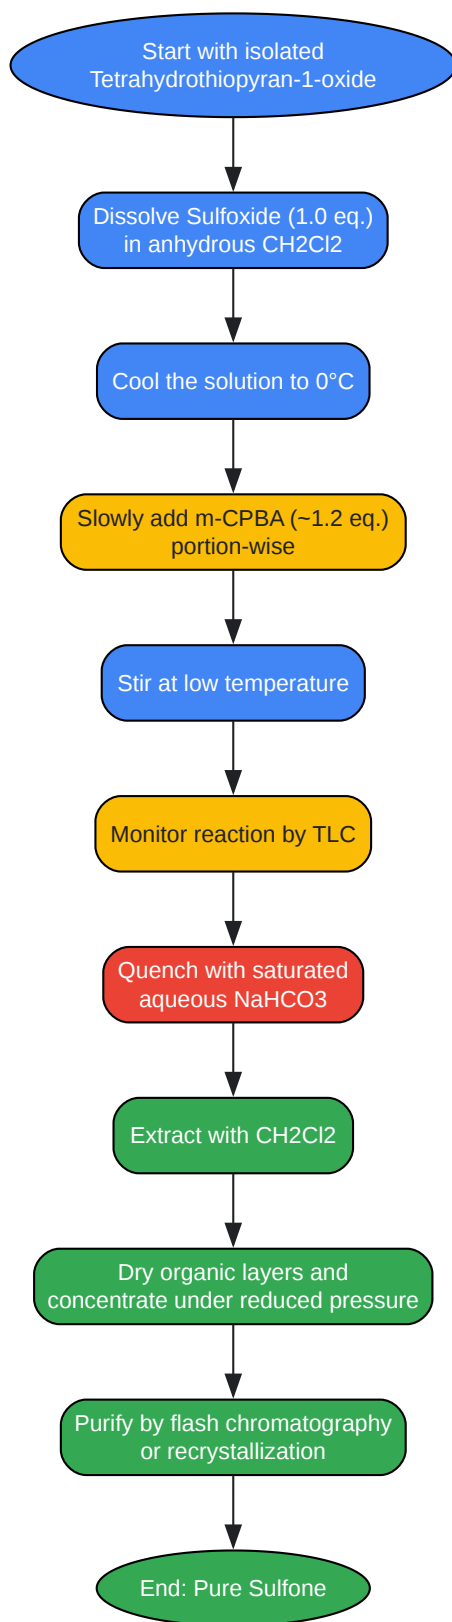 Start with isolated
Tetrahydrothiopyran-1-oxide
Dissolve Sulfoxide (1.0 eq.)
in anhydrous CH2Cl2
Cool the solution to 0°C
Slowly add m-CPBA (~1.2 eq.)
portion-wise
Stir at low temperature
Monitor reaction by TLC
Quench with saturated
aqueous NaHCO3
Extract with CH2Cl2
Dry organic layers and
concentrate under reduced pressure
Purify by flash chromatography
or recrystallization
End: Pure Sulfone